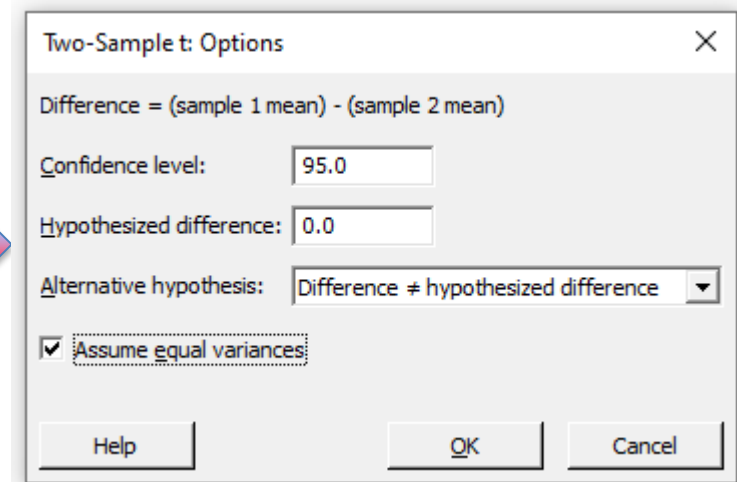 Two-Sample t: Options
Difference = (sample 1 mean) - (sample 2 mean)
Confidence level: 95.0
Hypothesized difference: 0.0
Alternative hypothesis: Difference ≠ hypothesized difference
Assume equal variances
Help OK Cancel